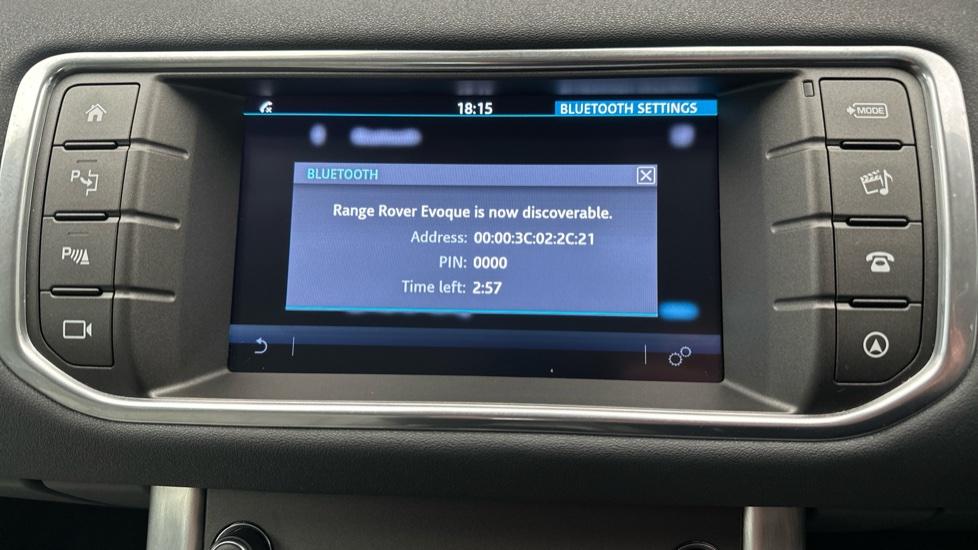 18:15 BLUETOOTH SETTINGS
Bluetooth
BLUETOOTH
Range Rover Evoque is now discoverable.
Address: 00:00:3C:02:2C:21
PIN: 0000
Time left: 2:57
MODE
P
P